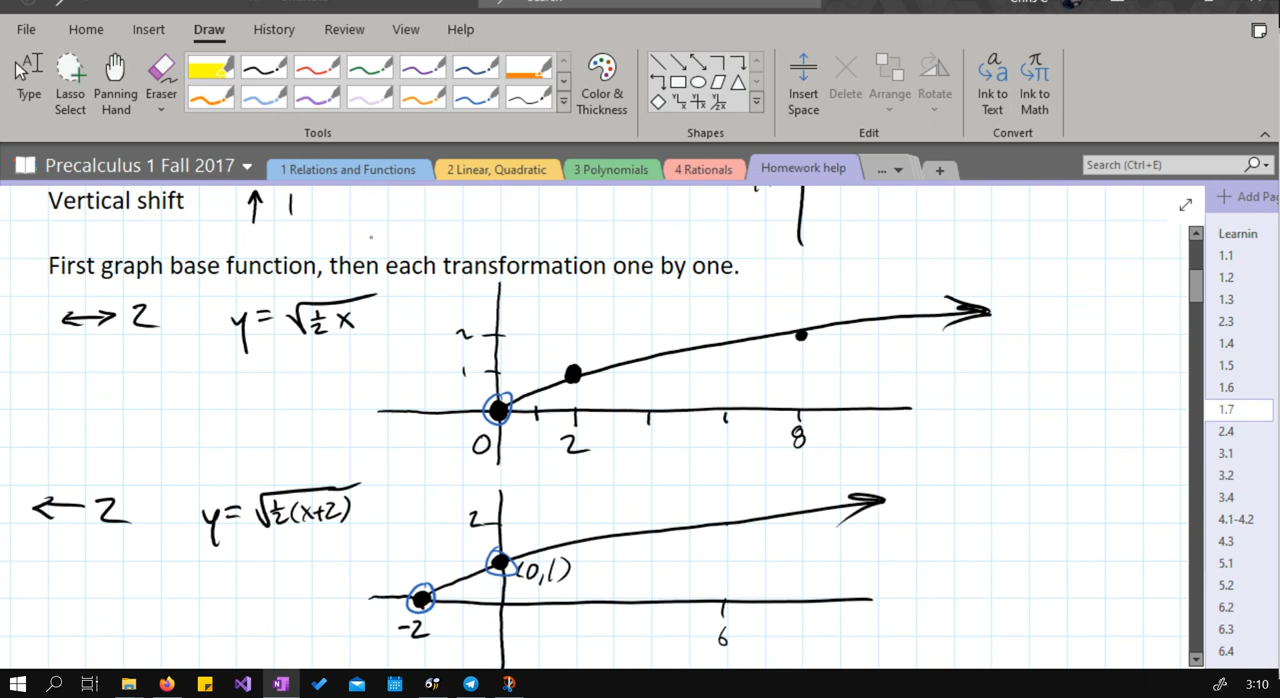 File Home Insert Draw History Review View Help
Type
Lasso Select
Panning Hand
Eraser
Color & Thickness
Insert Space
Delete
Arrange
Rotate
Ink to Text
Ink to Math
Tools
Shapes
Edit
Convert
Precalculus 1 Fall 2017
1 Relations and Functions
2 Linear, Quadratic
3 Polynomials
4 Rationals
Homework help
...
Search (Ctrl+E)
Vertical shift ↑ 1
First graph base function, then each transformation one by one.
↔ 2 y = √(½ x)
2
1
0 2 8
← 2 y = √(½(x+2))
2
(0,1)
-2 6
Add Pag
Learnin
1.1
1.2
1.3
2.3
1.4
1.5
1.6
1.7
2.4
3.1
3.2
3.4
4.1-4.2
4.3
5.1
5.2
6.2
6.3
6.4
3:10